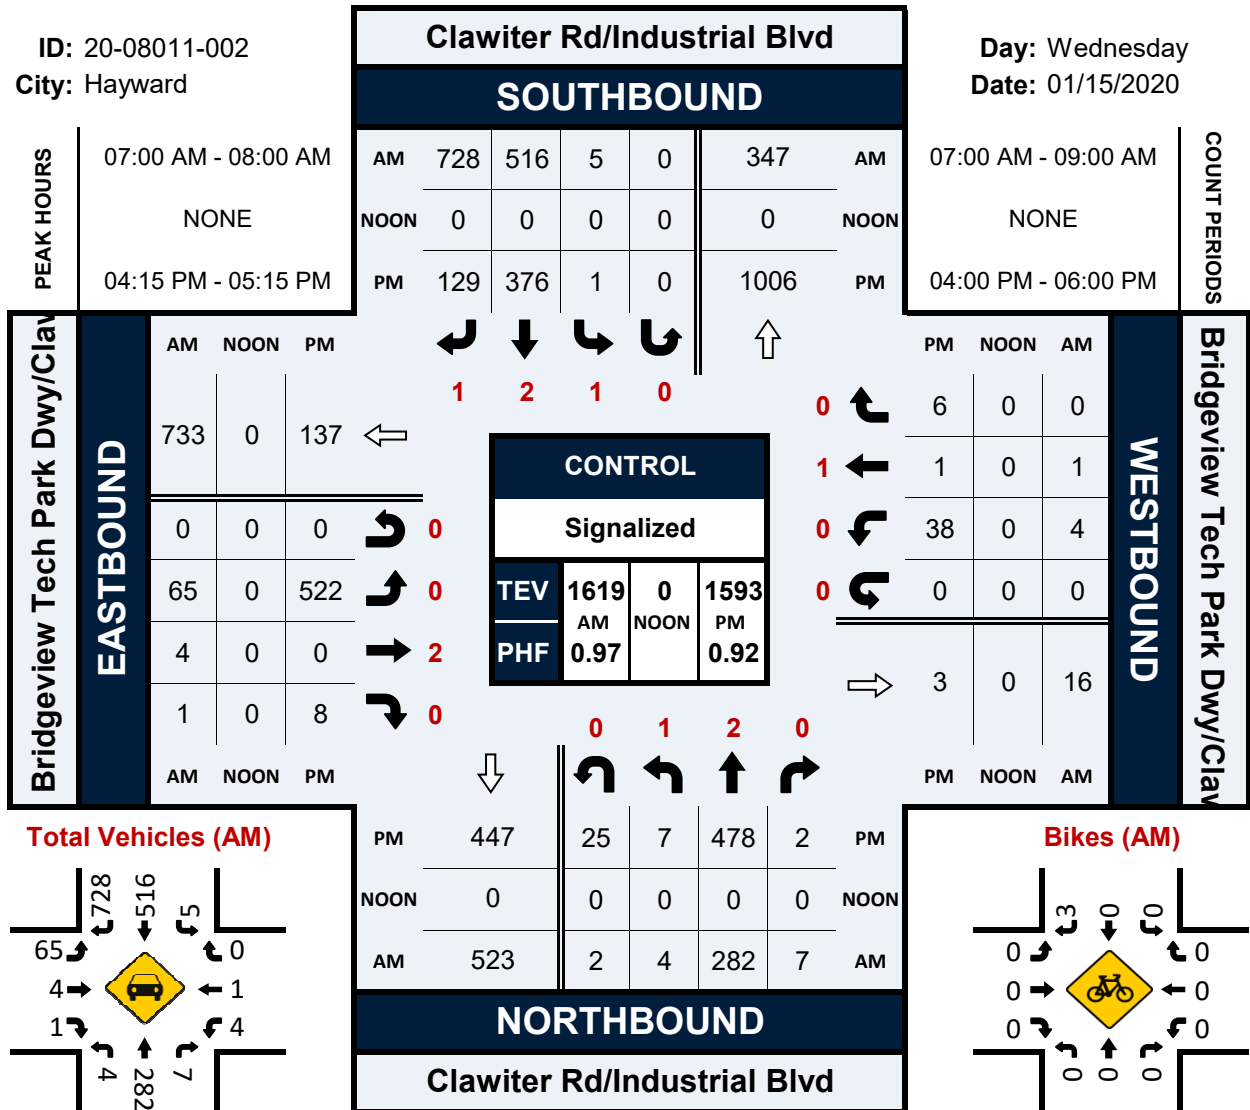 ID: 20-08011-002
City: Hayward
Clawiter Rd/Industrial Blvd
SOUTHBOUND
Day: Wednesday
Date: 01/15/2020
PEAK HOURS
07:00 AM - 08:00 AM
NONE
04:15 PM - 05:15 PM
AM 728 516 5 0 347 AM
NOON 0 0 0 0 0 NOON
PM 129 376 1 0 1006 PM
07:00 AM - 09:00 AM
NONE
04:00 PM - 06:00 PM
COUNT PERIODS
1 2 1 0
Bridgeview Tech Park Dwy/Claw
EASTBOUND
AM NOON PM
733 0 137
0 0 0 0
65 0 522 0
4 0 0 2
1 0 8 0
AM NOON PM
CONTROL
Signalized
TEV 1619 0 1593
AM NOON PM
PHF 0.97 0.92
PM NOON AM
0 6 0 0
1 1 0 1
0 38 0 4
0 0 0 0
3 0 16
PM NOON AM
WESTBOUND
Bridgeview Tech Park Dwy/Claw
0 1 2 0
PM 447 25 7 478 2 PM
NOON 0 0 0 0 0 NOON
AM 523 2 4 282 7 AM
NORTHBOUND
Clawiter Rd/Industrial Blvd
Total Vehicles (AM)
728 516 5
65 0
4 1
1 4
4 282 7
Bikes (AM)
3 0 0
0 0
0 0
0 0
0 0 0